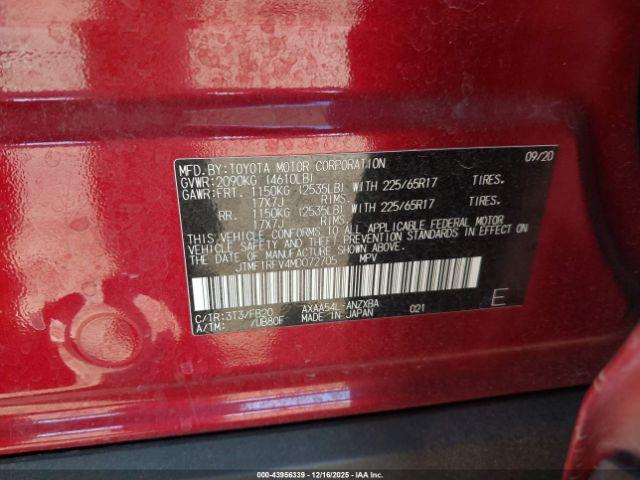 MFD. BY: TOYOTA MOTOR CORPORATION 09/20
GVWR: 2090KG (4610LB)
GAWR: FRT. 1150KG (2535LB) WITH 225/65R17 TIRES.
17X7J RIMS.
RR. 1150KG (2535LB) WITH 225/65R17 TIRES.
17X7J RIMS.
THIS VEHICLE CONFORMS TO ALL APPLICABLE FEDERAL MOTOR
VEHICLE SAFETY AND THEFT PREVENTION STANDARDS IN EFFECT
ON THE DATE OF MANUFACTURE SHOWN ABOVE.
JTME1RFV4MD072705 MPV
C/TR: 3T3/FB20 AXAA54L-ANZXBA 021
A/TM: /UB80F MADE IN JAPAN E
© 000-43956339 | 12/16/2025 | IAA Holdings, LLC